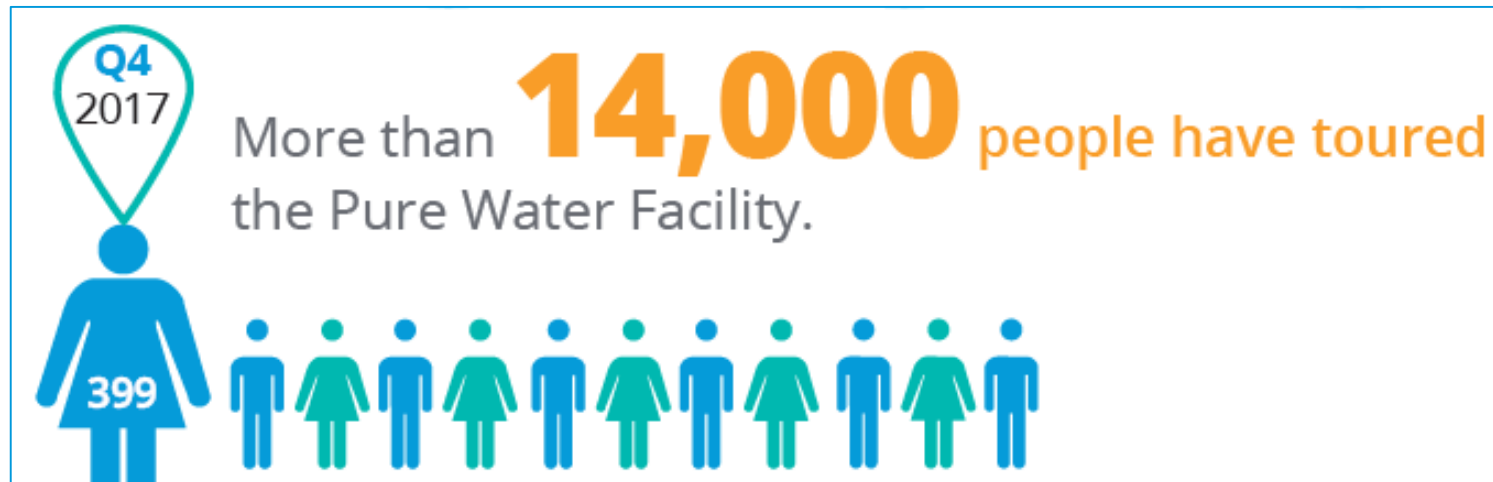 Q4
2017
More than 14,000 people have toured
the Pure Water Facility.
399